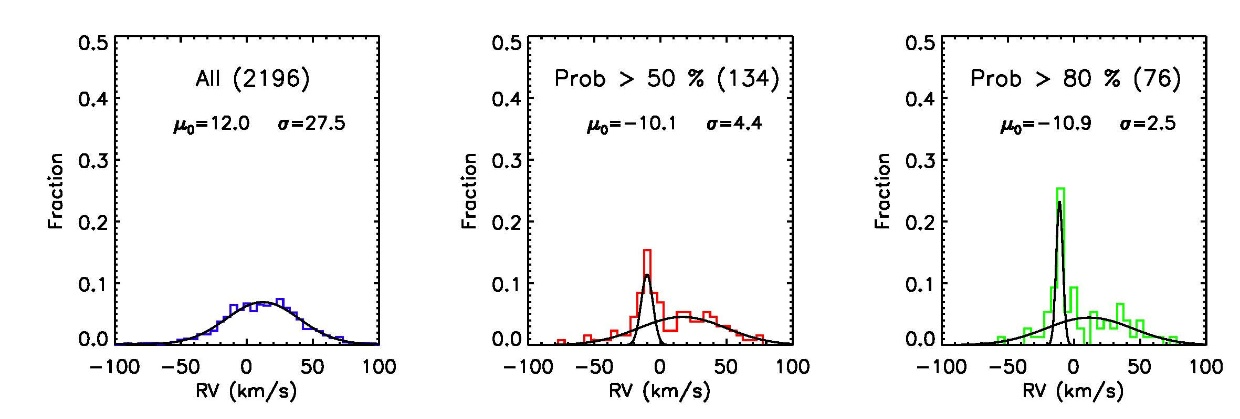 All (2196)
μ₀=12.0 σ=27.5
0.5
0.4
0.3
0.2
0.1
0.0
Fraction
−100 −50 0 50 100
RV (km/s)
Prob > 50 % (134)
μ₀=−10.1 σ=4.4
0.5
0.4
0.3
0.2
0.1
0.0
Fraction
−100 −50 0 50 100
RV (km/s)
Prob > 80 % (76)
μ₀=−10.9 σ=2.5
0.5
0.4
0.3
0.2
0.1
0.0
Fraction
−100 −50 0 50 100
RV (km/s)